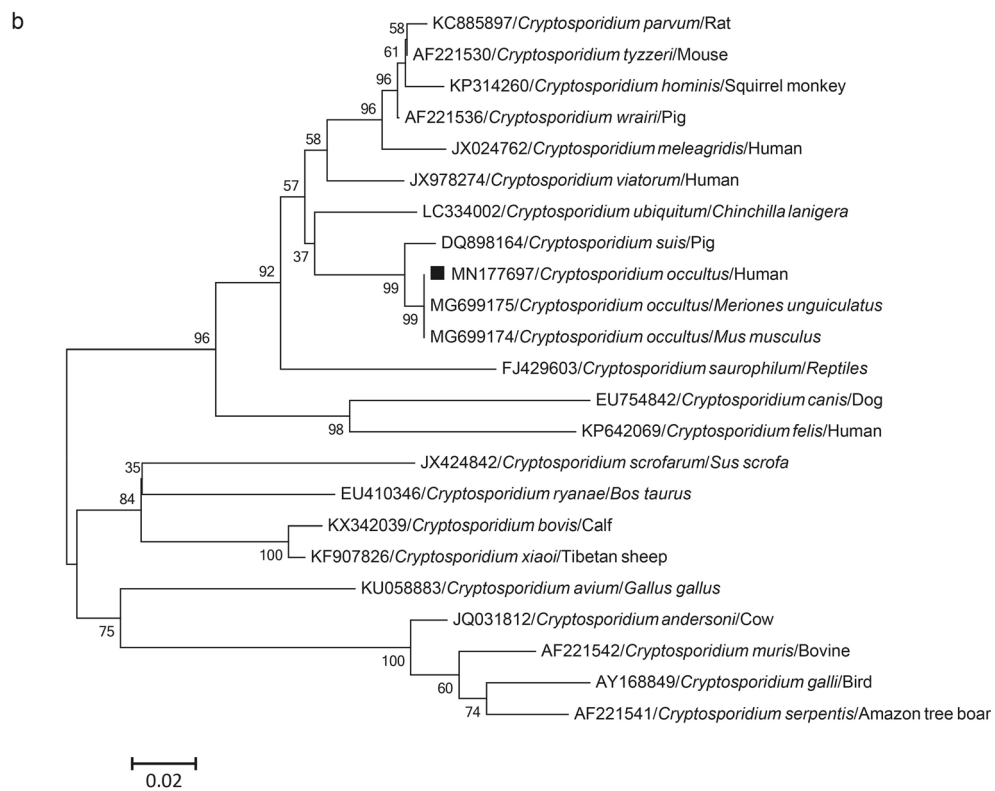 b
58
KC885897/Cryptosporidium parvum/Rat
61
AF221530/Cryptosporidium tyzzeri/Mouse
96
KP314260/Cryptosporidium hominis/Squirrel monkey
96
AF221536/Cryptosporidium wrairi/Pig
58
JX024762/Cryptosporidium meleagridis/Human
57
JX978274/Cryptosporidium viatorum/Human
LC334002/Cryptosporidium ubiquitum/Chinchilla lanigera
37
DQ898164/Cryptosporidium suis/Pig
92
99
MN177697/Cryptosporidium occultus/Human
MG699175/Cryptosporidium occultus/Meriones unguiculatus
99
MG699174/Cryptosporidium occultus/Mus musculus
96
FJ429603/Cryptosporidium saurophilum/Reptiles
EU754842/Cryptosporidium canis/Dog
98
KP642069/Cryptosporidium felis/Human
35
JX424842/Cryptosporidium scrofarum/Sus scrofa
84
EU410346/Cryptosporidium ryanae/Bos taurus
KX342039/Cryptosporidium bovis/Calf
100
KF907826/Cryptosporidium xiaoi/Tibetan sheep
KU058883/Cryptosporidium avium/Gallus gallus
75
JQ031812/Cryptosporidium andersoni/Cow
100
AF221542/Cryptosporidium muris/Bovine
60
AY168849/Cryptosporidium galli/Bird
74
AF221541/Cryptosporidium serpentis/Amazon tree boar
0.02